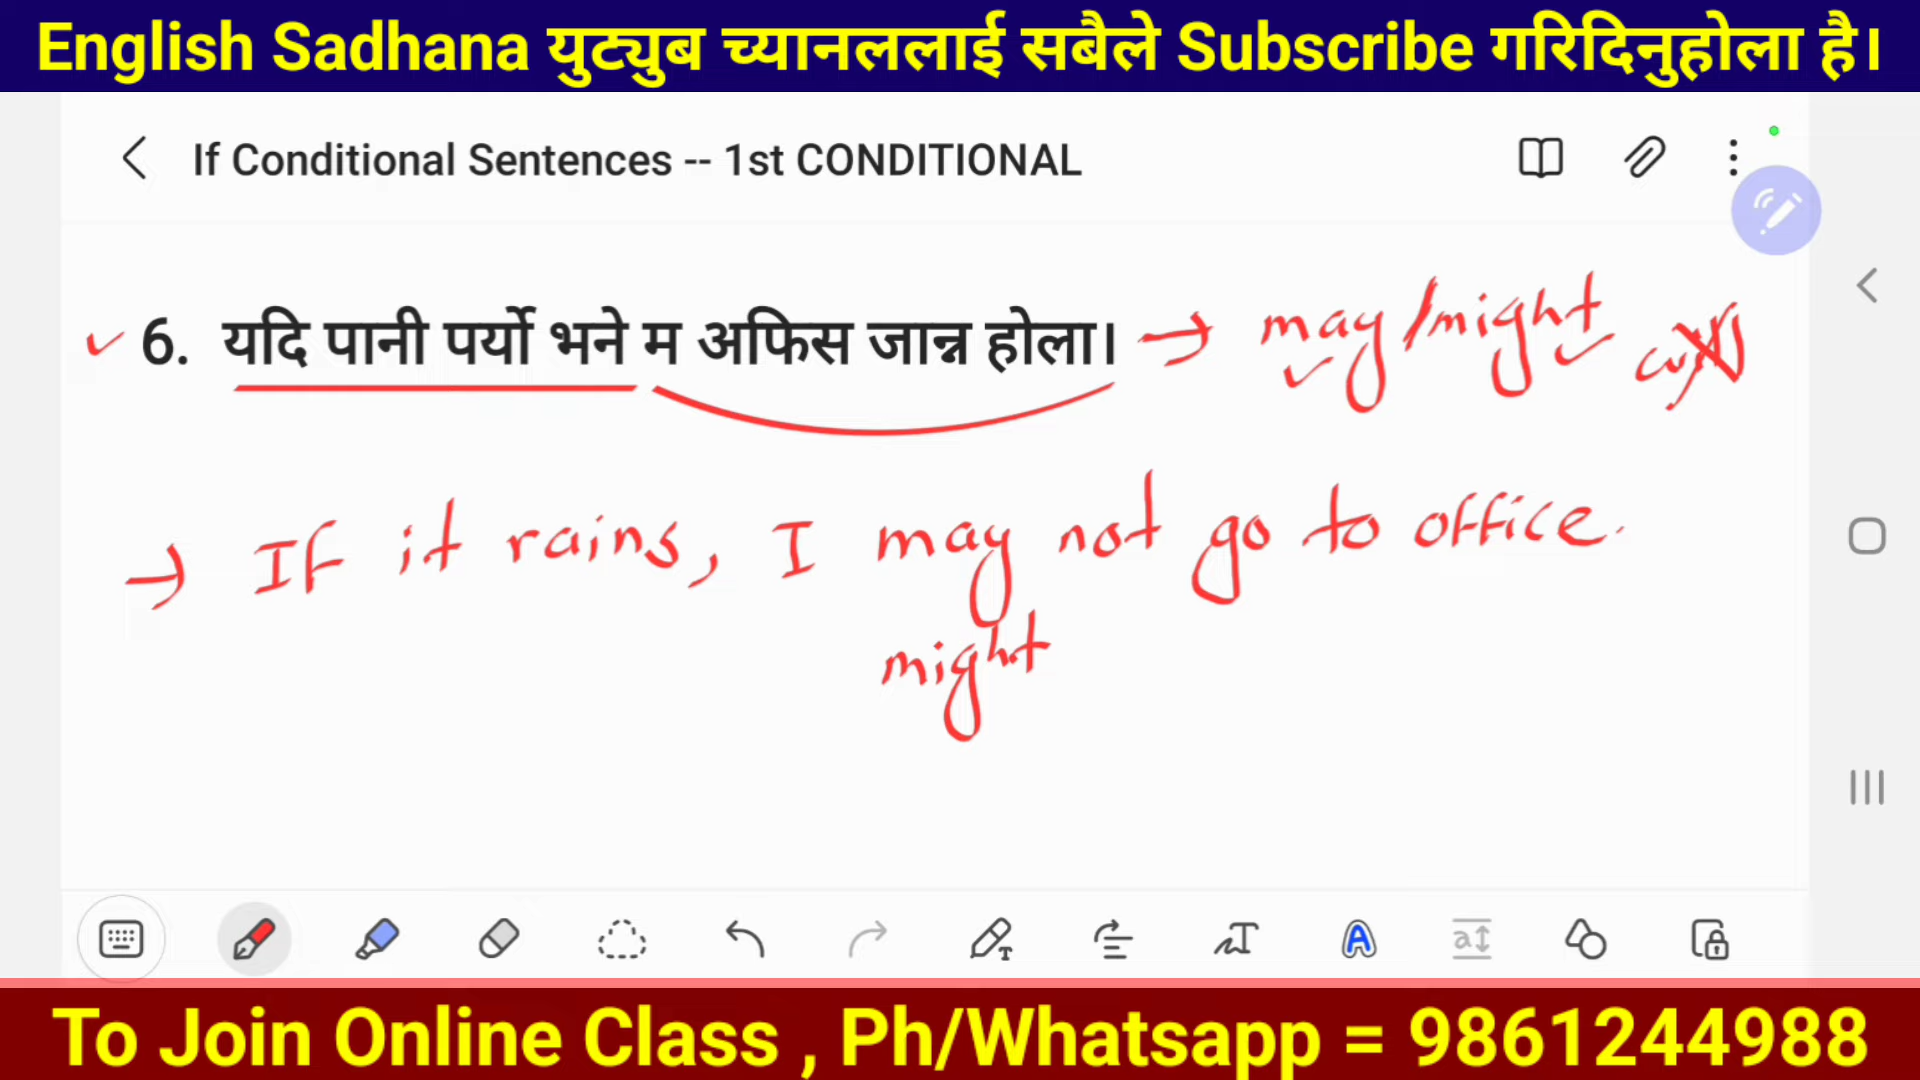 English Sadhana युट्युब च्यानललाई सबैले Subscribe गरिदिनुहोला है।
If Conditional Sentences -- 1st CONDITIONAL
6. यदि पानी पर्यो भने म अफिस जान्न होला। → may/might
→ If it rains, I may not go to office.
might
To Join Online Class , Ph/Whatsapp = 9861244988